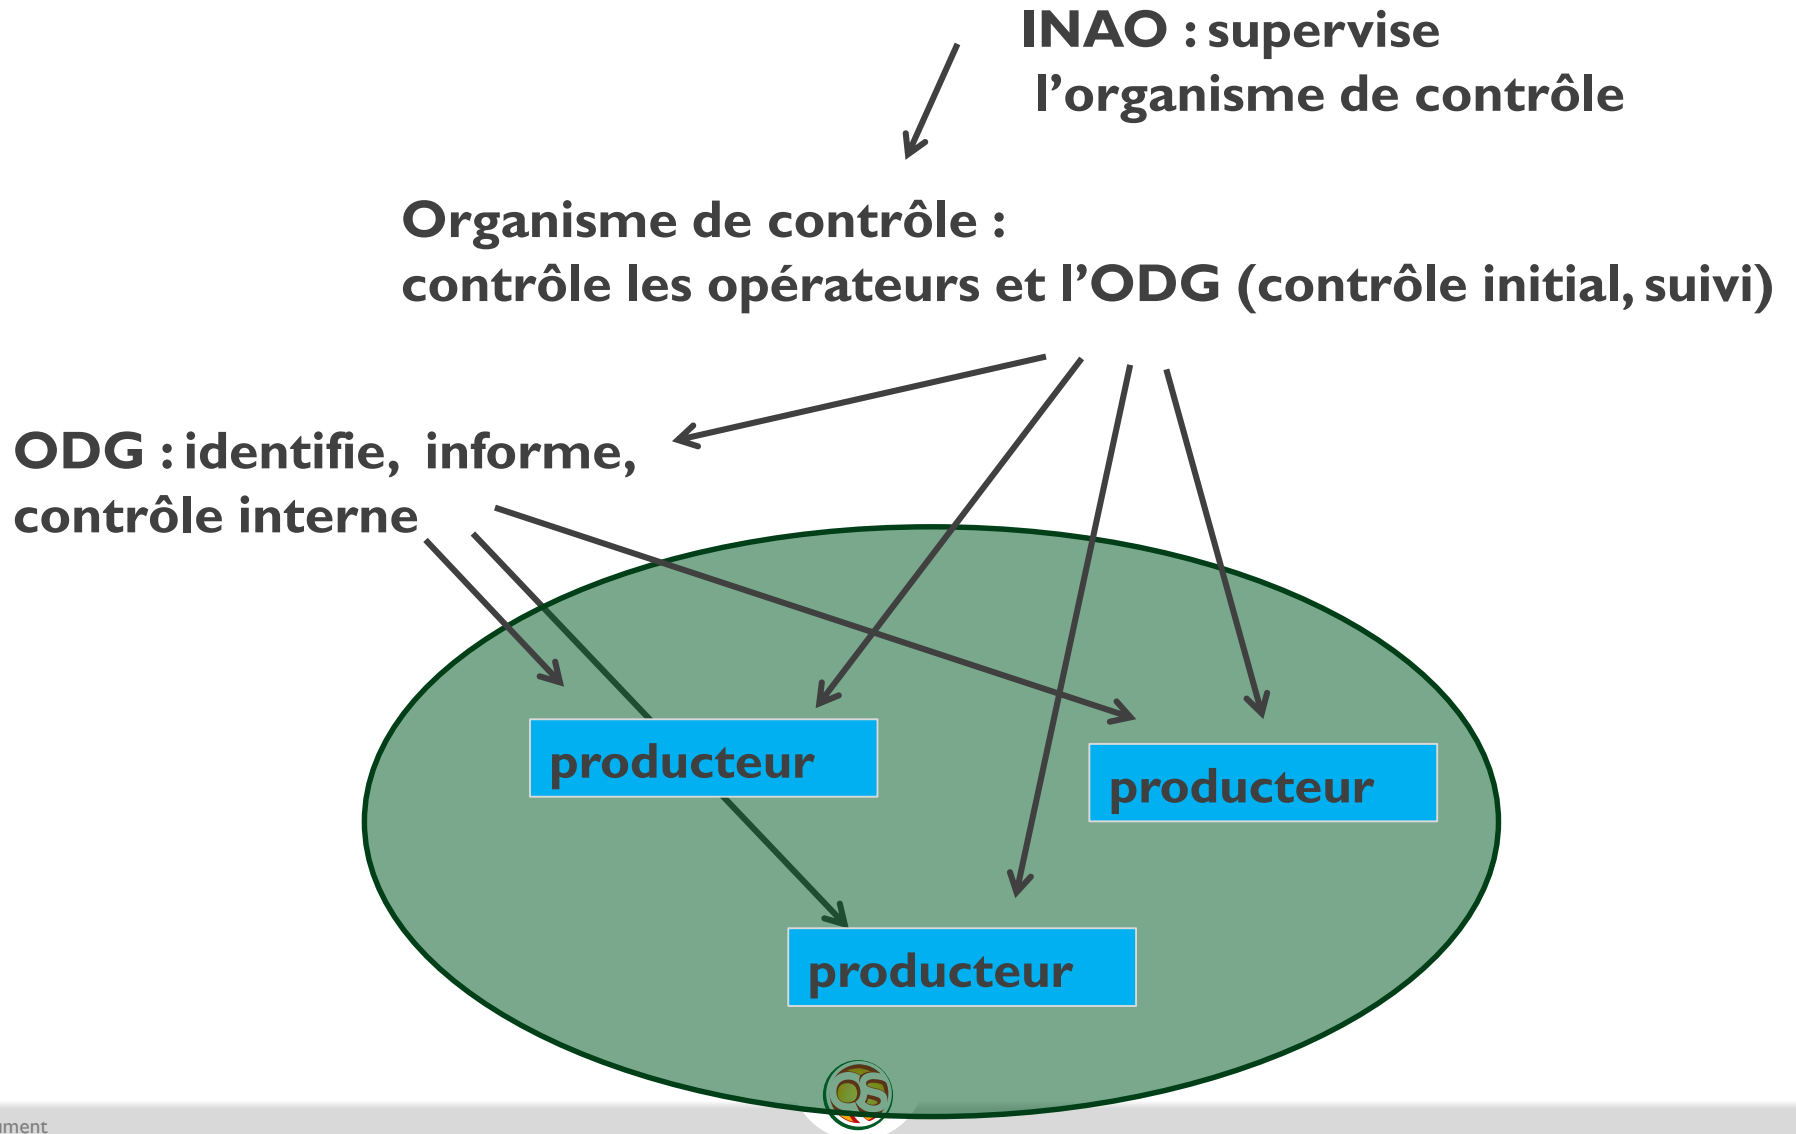 INAO : supervise
l’organisme de contrôle
Organisme de contrôle :
contrôle les opérateurs et l’ODG (contrôle initial, suivi)
ODG : identifie, informe,
contrôle interne
producteur
producteur
producteur
QS